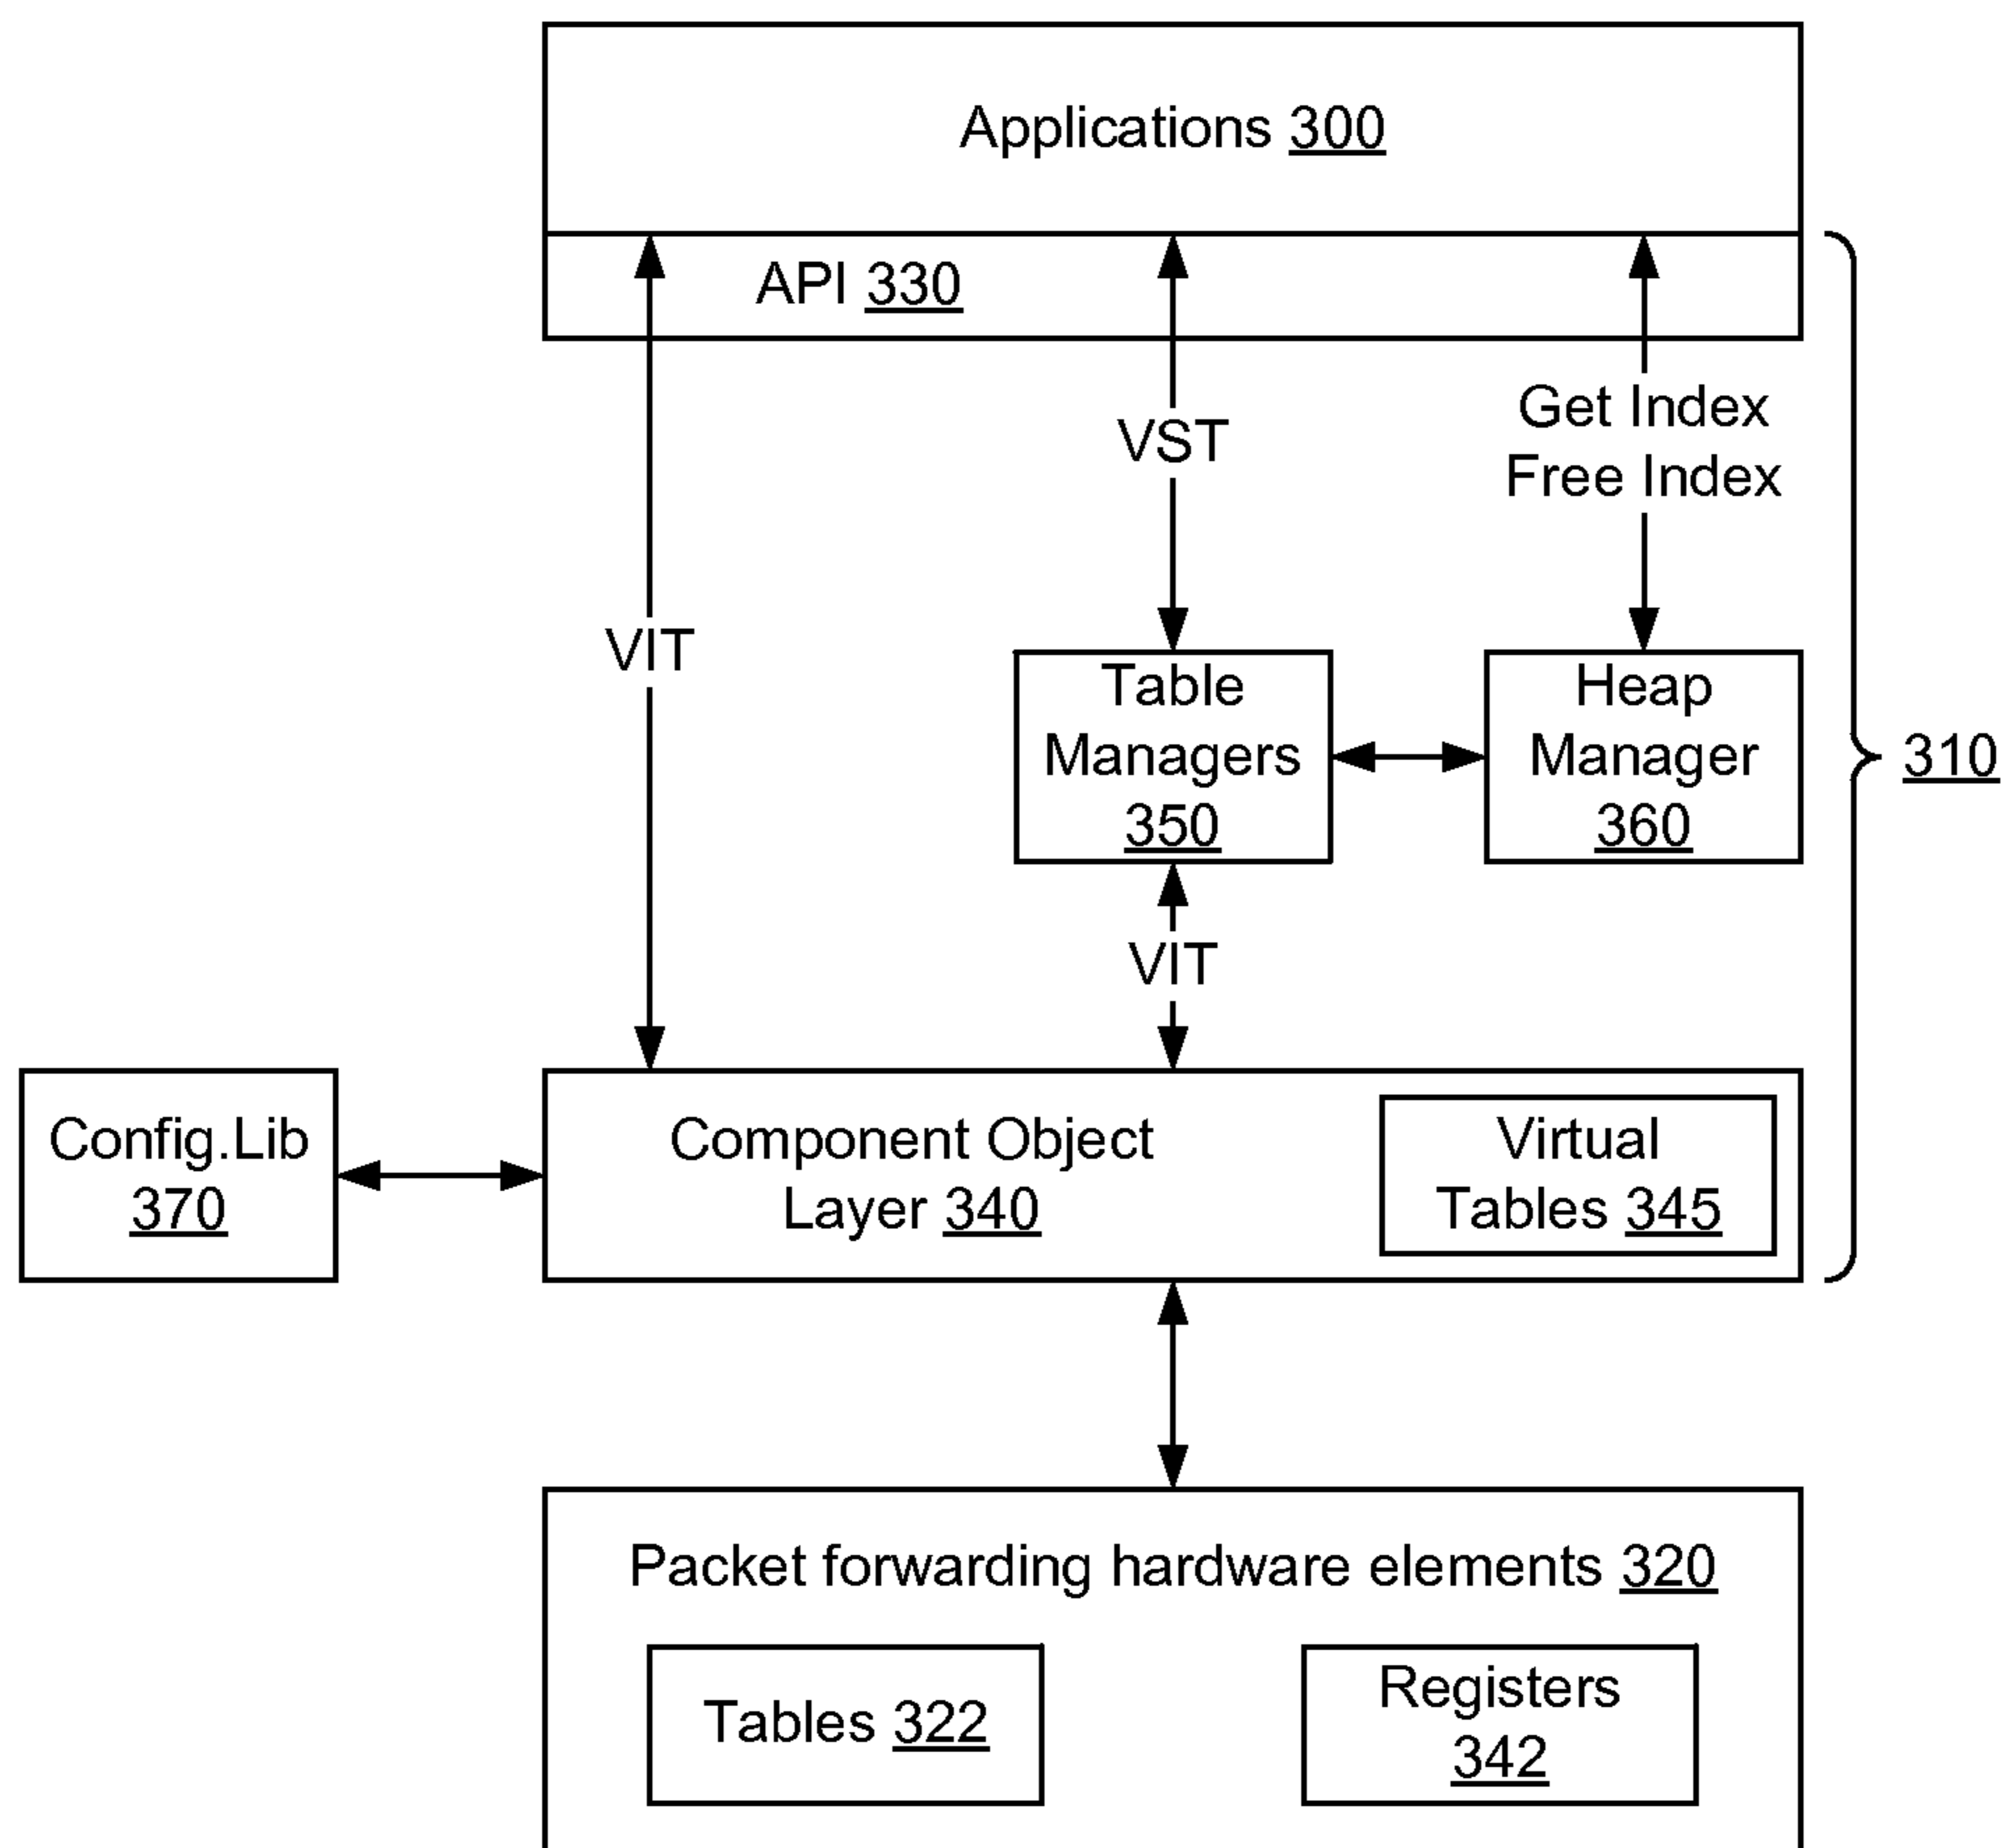 Applications 300
API 330
Get Index
Free Index
VST
VIT
Table
Managers
350
Heap
Manager
360
310
VIT
Config.Lib
370
Component Object
Layer 340
Virtual
Tables 345
Packet forwarding hardware elements 320
Tables 322
Registers
342